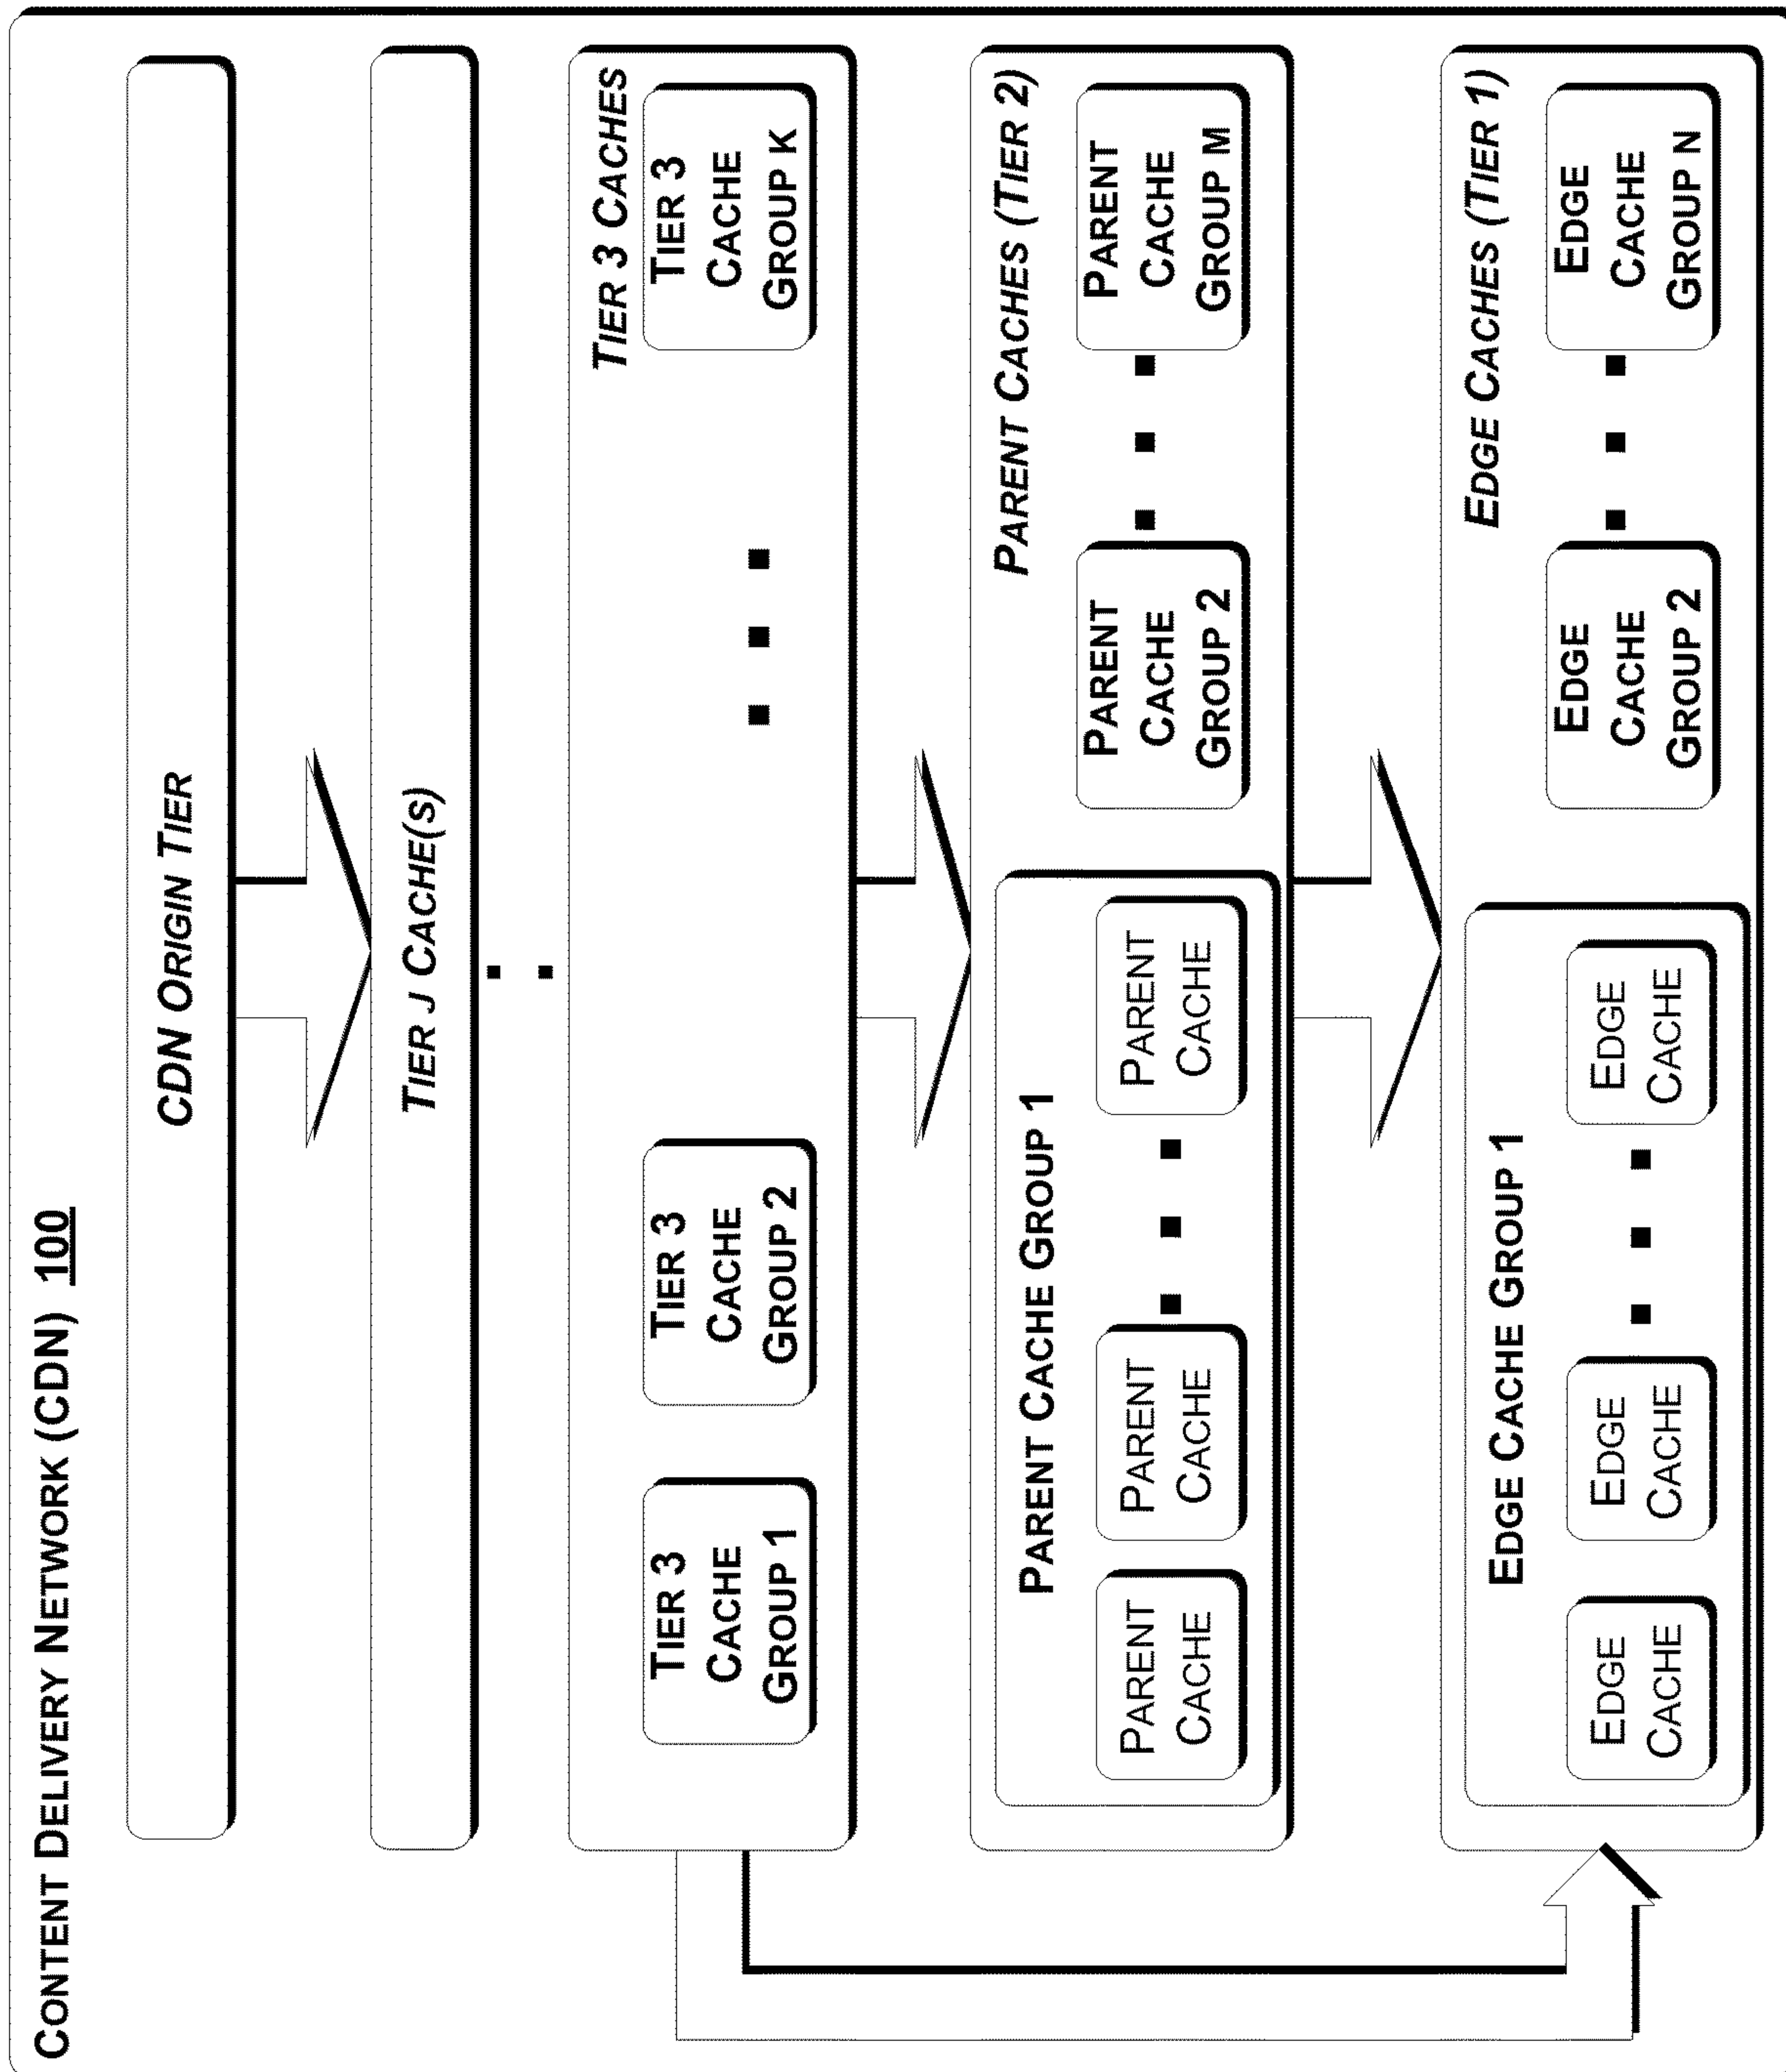 CONTENT DELIVERY NETWORK (CDN) 100
CDN ORIGIN TIER
TIER J CACHE(S)
TIER 3 CACHES
TIER 3
CACHE
GROUP 1
TIER 3
CACHE
GROUP 2
TIER 3
CACHE
GROUP K
PARENT CACHES (TIER 2)
PARENT CACHE GROUP 1
PARENT
CACHE
PARENT
CACHE
PARENT
CACHE
PARENT
CACHE
GROUP 2
PARENT
CACHE
GROUP M
EDGE CACHES (TIER 1)
EDGE CACHE GROUP 1
EDGE
CACHE
EDGE
CACHE
EDGE
CACHE
EDGE
CACHE
GROUP 2
EDGE
CACHE
GROUP N